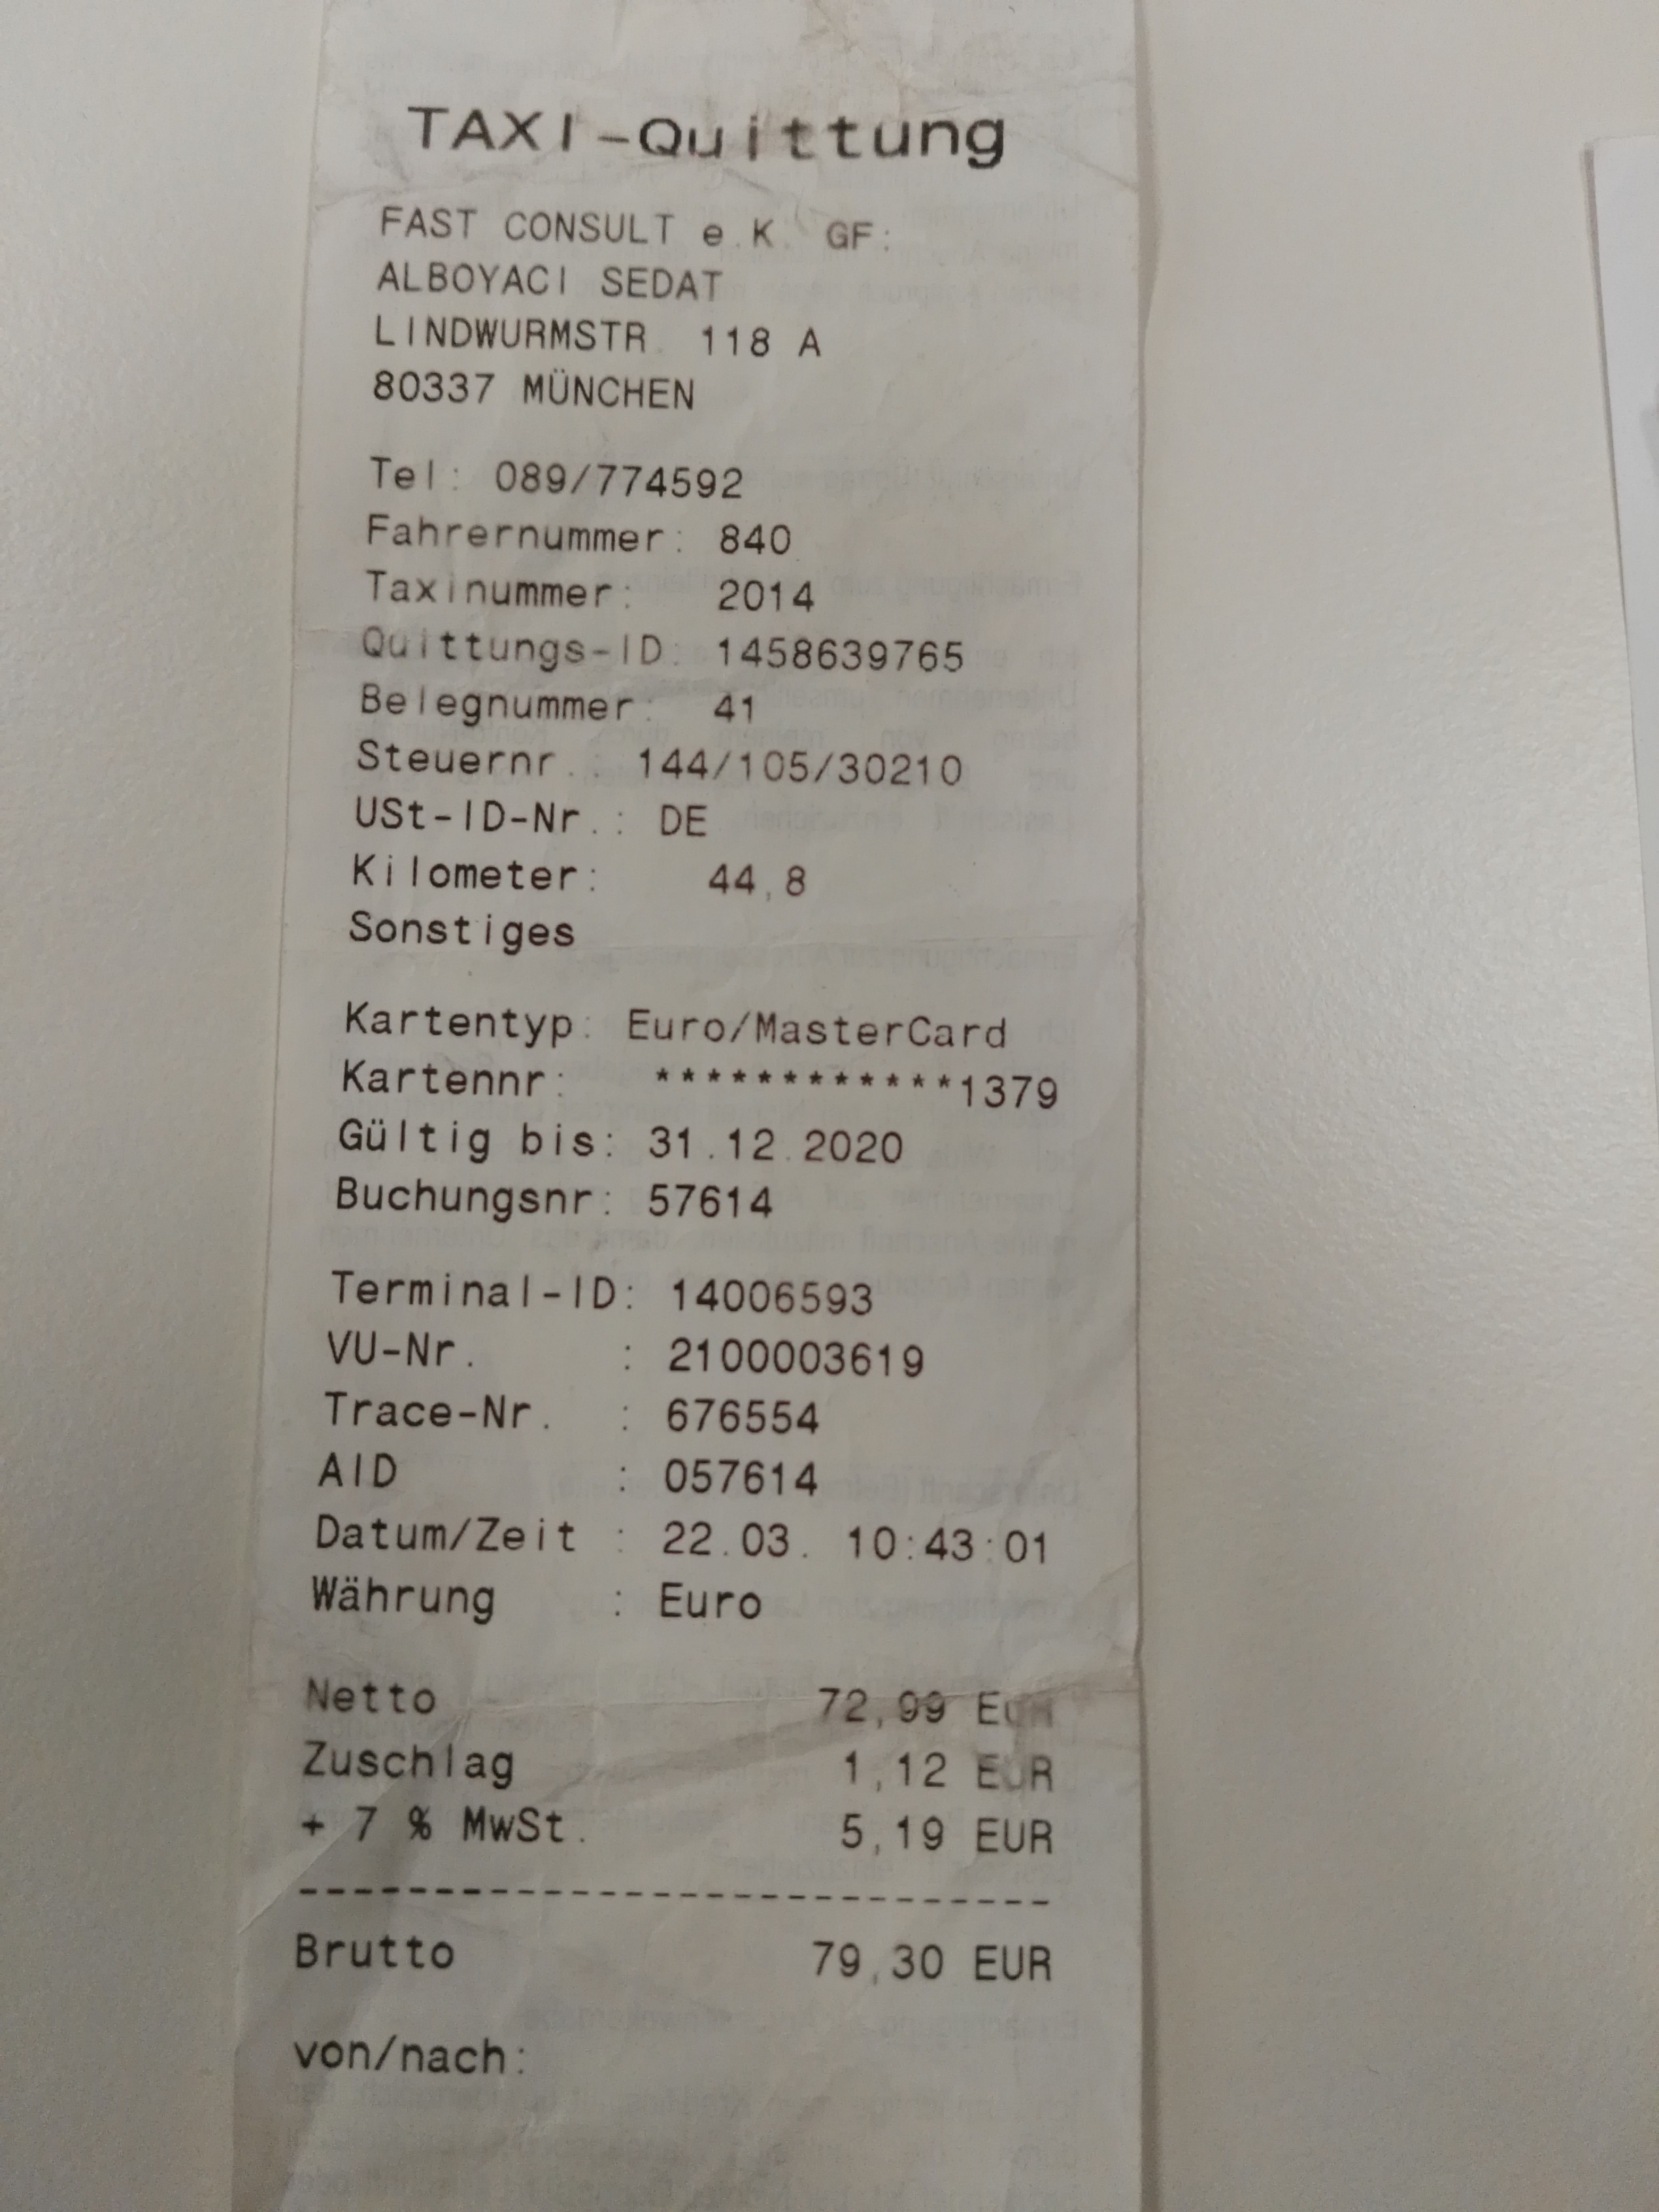 TAXI-Quittung
FAST CONSULT e.K. GF:
ALBOYACI SEDAT
LINDWURMSTR. 118 A
80337 MÜNCHEN
Tel: 089/774592
Fahrernummer: 840
Taxinummer: 2014
Quittungs-ID: 1458639765
Belegnummer: 41
Steuernr.: 144/105/30210
USt-ID-Nr.: DE
Kilometer: 44,8
Sonstiges
Kartentyp: Euro/MasterCard
Kartennr: ************1379
Gültig bis: 31.12.2020
Buchungsnr: 57614
Terminal-ID: 14006593
VU-Nr. : 2100003619
Trace-Nr. : 676554
AID : 057614
Datum/Zeit : 22.03. 10:43:01
Währung : Euro
Netto 72,99 EUR
Zuschlag 1,12 EUR
+ 7 % MwSt. 5,19 EUR
-----------------------------
Brutto 79,30 EUR
von/nach: